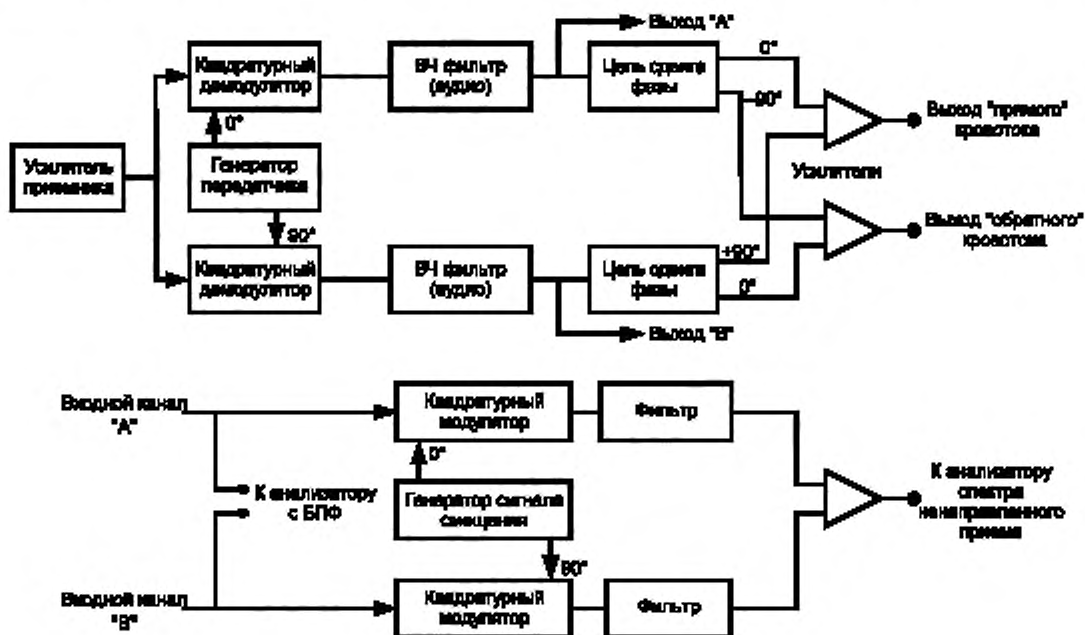 Выход "А"
Квадратурный
демодулятор
ВЧ фильтр
(аудио)
Цепь сдвига
фазы
0°
–90°
Выход "прямого"
кровотока
0°
Усилитель
приемника
Генератор
передатчика
Усилители
90°
Выход "обратного"
кровотока
Квадратурный
демодулятор
ВЧ фильтр
(аудио)
Цепь сдвига
фазы
+90°
0°
Выход "В"
Входной канал
"А"
Квадратурный
модулятор
Фильтр
0°
К анализатору
с БПФ
Генератор сигнала
смещения
К анализатору
спектра
ненаправленного
приема
90°
Входной канал
"В"
Квадратурный
модулятор
Фильтр